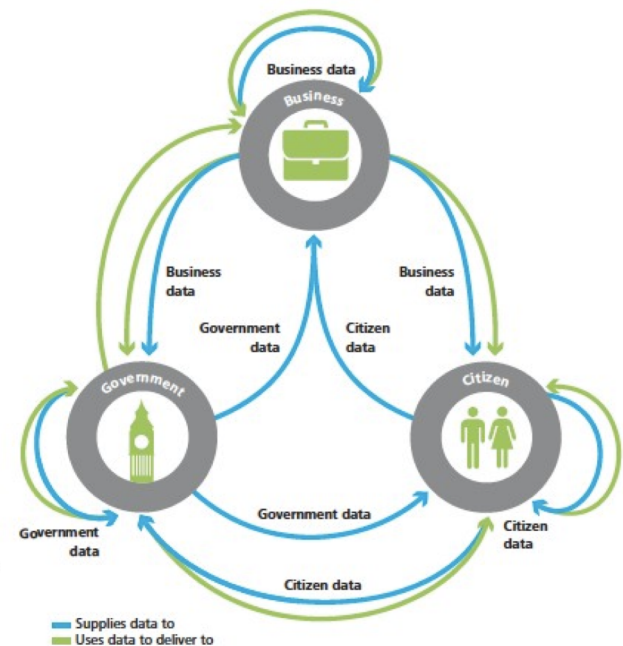 Business data
Business
Business
data
Business
data
Government
data
Citizen
data
Government
Citizen
Government data
Government
data
Citizen
data
Citizen data
Supplies data to
Uses data to deliver to